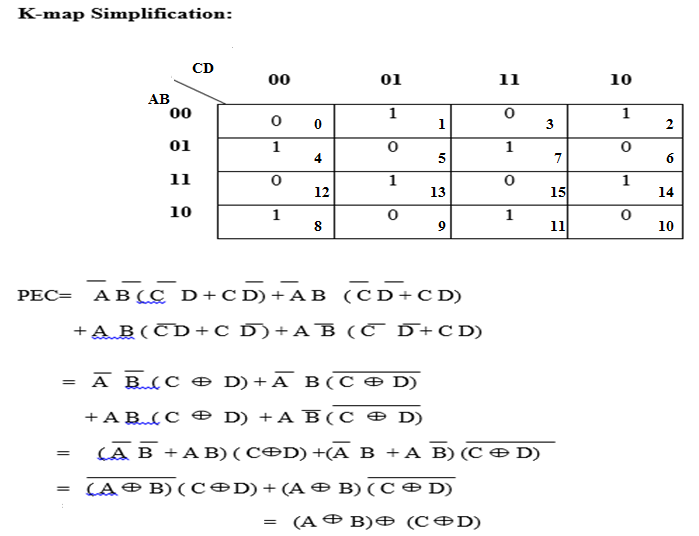 K-map Simplification:
CD
00 01 11 10
AB
00 0 0 1 1 0 3 1 2
01 1 4 0 5 1 7 0 6
11 0 12 1 13 0 15 1 14
10 1 8 0 9 1 11 0 10
PEC= A̅ B̅ (C̅ D + C D̅) + A̅ B (C̅ D̅ + C D)
+ A B (C̅ D + C D̅) + A B̅ (C̅ D̅ + C D)
= A̅ B̅ (C ⊕ D) + A̅ B (C ⊕ D)̅
+ A B (C ⊕ D) + A B̅ (C ⊕ D)̅
= (A̅ B̅ + A B) (C⊕D) + (A̅ B + A B̅) (C ⊕ D)̅
= (A ⊕ B)̅ (C⊕D) + (A ⊕ B) (C ⊕ D)̅
= (A ⊕ B)⊕ (C⊕D)